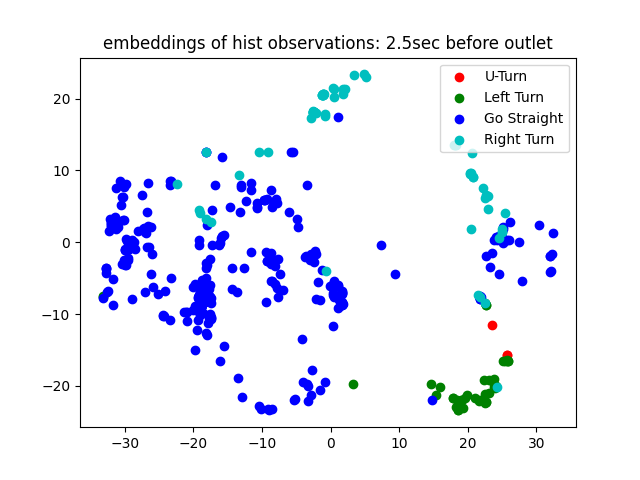 embeddings of hist observations: 2.5sec before outlet
U-Turn
Left Turn
Go Straight
Right Turn
20
10
0
−10
−20
−30 −20 −10 0 10 20 30